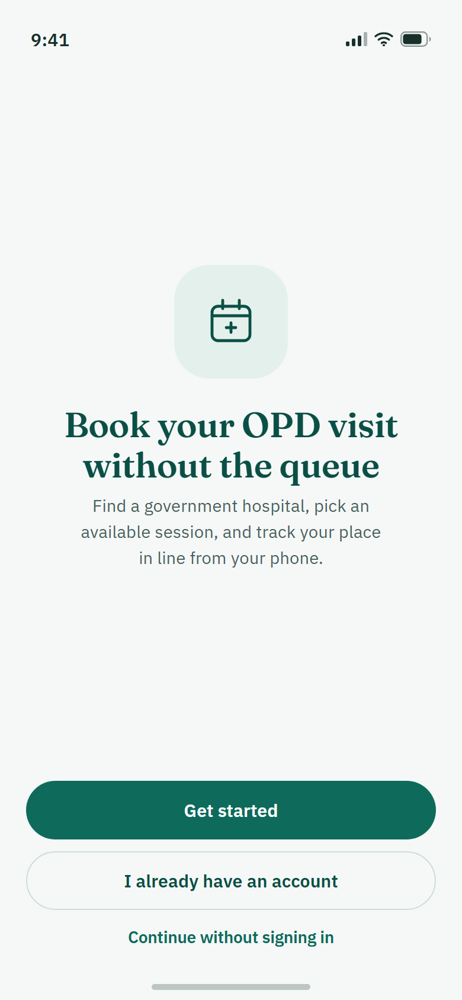 9:41
Book your OPD visit
without the queue
Find a government hospital, pick an
available session, and track your place
in line from your phone.
Get started
I already have an account
Continue without signing in